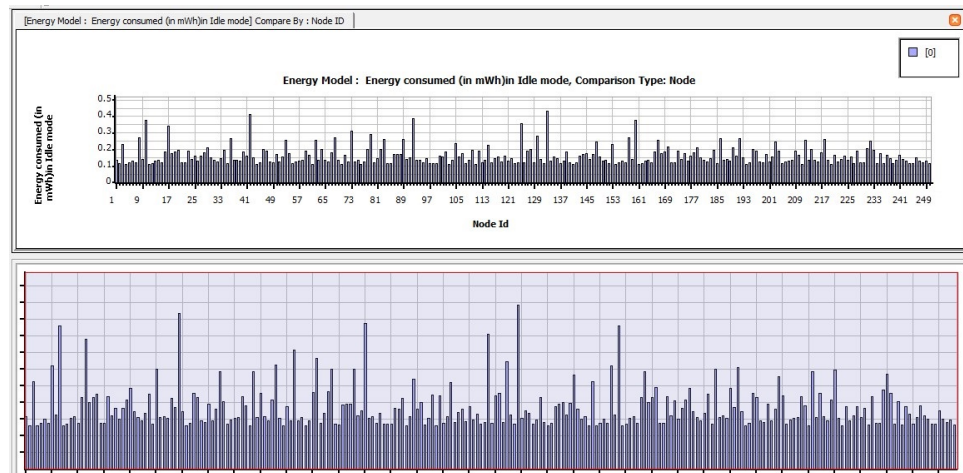 [Energy Model : Energy consumed (in mWh)in Idle mode] Compare By : Node ID
[0]
Energy Model : Energy consumed (in mWh)in Idle mode, Comparison Type: Node
Energy consumed (in
mWh)in Idle mode
0.5
0.4
0.3
0.2
0.1
0
1 9 17 25 33 41 49 57 65 73 81 89 97 105 113 121 129 137 145 153 161 169 177 185 193 201 209 217 225 233 241 249
Node Id